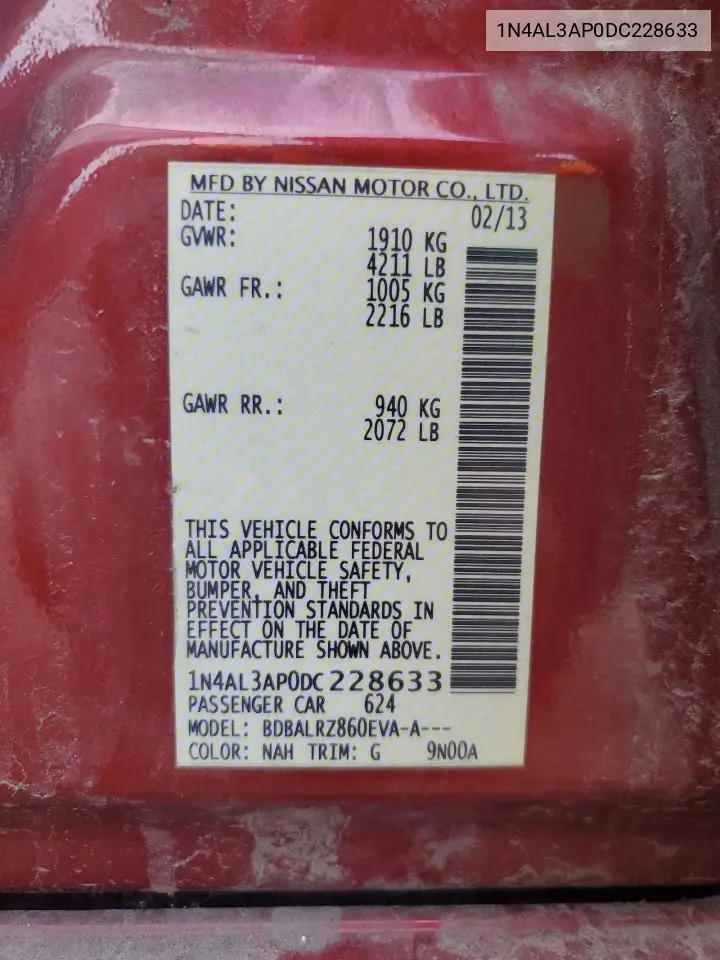 1N4AL3AP0DC228633
MFD BY NISSAN MOTOR CO., LTD.
DATE: 02/13
GVWR: 1910 KG
4211 LB
GAWR FR.: 1005 KG
2216 LB
GAWR RR.: 940 KG
2072 LB
THIS VEHICLE CONFORMS TO
ALL APPLICABLE FEDERAL
MOTOR VEHICLE SAFETY,
BUMPER, AND THEFT
PREVENTION STANDARDS IN
EFFECT ON THE DATE OF
MANUFACTURE SHOWN ABOVE.
1N4AL3AP0DC228633
PASSENGER CAR 624
MODEL: BDBALRZ860EVA-A---
COLOR: NAH TRIM: G 9N00A